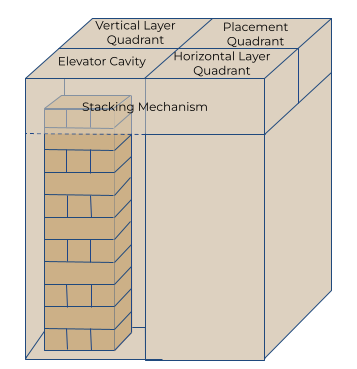 Vertical Layer
Quadrant
Placement
Quadrant
Elevator Cavity
Horizontal Layer
Quadrant
Stacking Mechanism